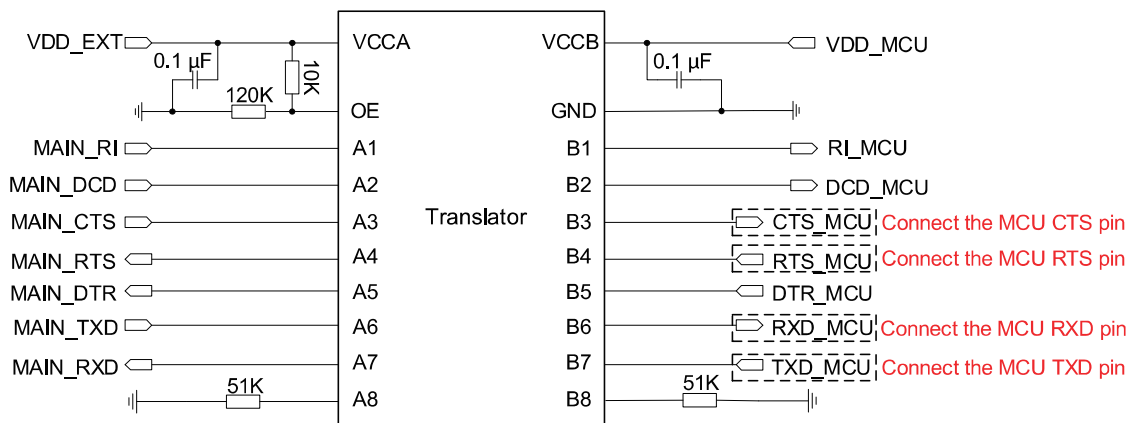 VDD_EXT VCCA VCCB VDD_MCU
0.1 µF 10K 0.1 µF
120K OE GND
MAIN_RI A1 B1 RI_MCU
MAIN_DCD A2 B2 DCD_MCU
MAIN_CTS A3 Translator B3 CTS_MCU Connect the MCU CTS pin
MAIN_RTS A4 B4 RTS_MCU Connect the MCU RTS pin
MAIN_DTR A5 B5 DTR_MCU
MAIN_TXD A6 B6 RXD_MCU Connect the MCU RXD pin
MAIN_RXD A7 B7 TXD_MCU Connect the MCU TXD pin
51K A8 B8 51K